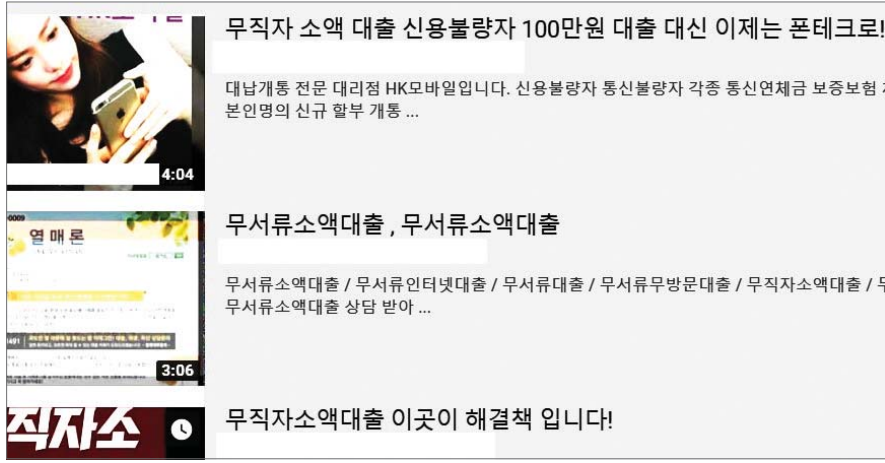 무직자 소액 대출 신용불량자 100만원 대출 대신 이제는 폰테크로!
대납개통 전문 대리점 HK모바일입니다. 신용불량자 통신불량자 각종 통신연체금 보증보험
본인명의 신규 할부 개통 ...
4:04
무서류소액대출 , 무서류소액대출
열매론
무서류소액대출 / 무서류인터넷대출 / 무서류대출 / 무서류무방문대출 / 무직자소액대출 /
무서류소액대출 상담 받아 ...
3:06
직자소
무직자소액대출 이곳이 해결책 입니다!